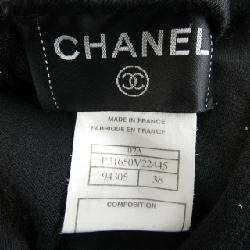 CHANEL
MADE IN FRANCE
FABRIQUE EN FRANCE
07A
P31650V22445
94305 38
COMPOSITION